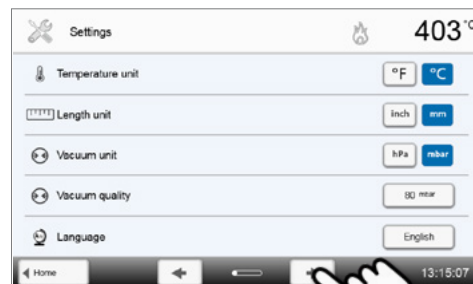 Settings 403°C
Temperature unit °F °C
Length unit inch mm
Vacuum unit hPa mbar
Vacuum quality 80 mbar
Language English
Home 13:15:07